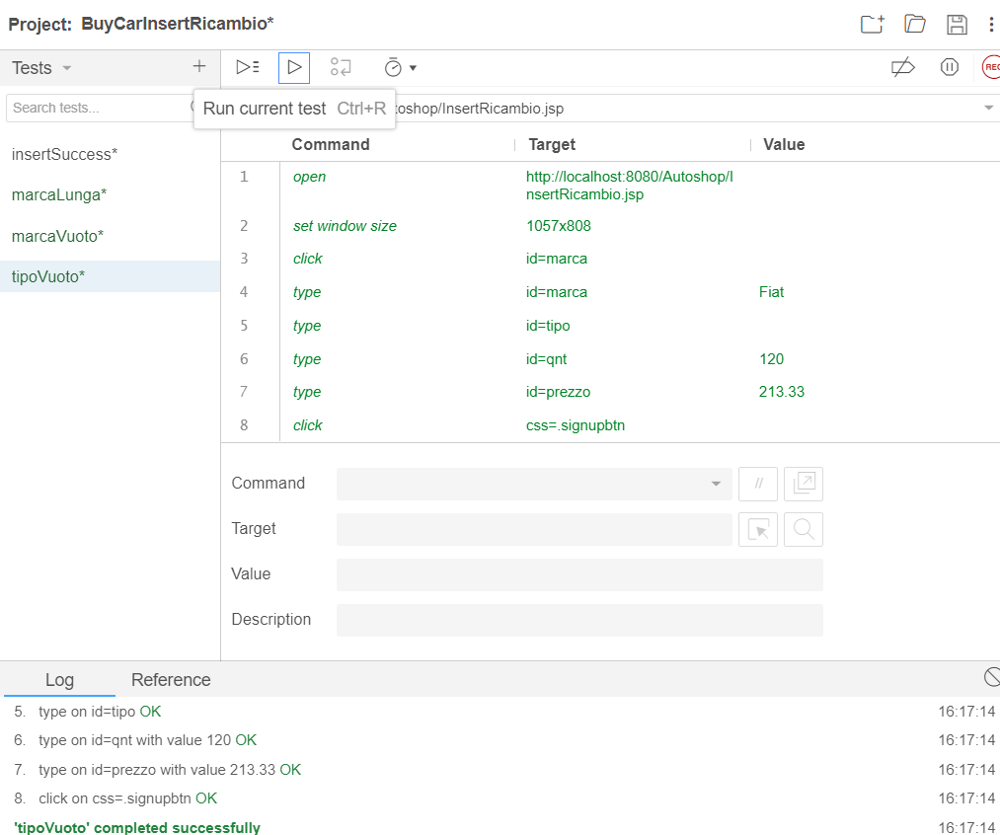 Project: BuyCarInsertRicambio*
Tests
REC
Search tests...
Run current test Ctrl+R
toshop/InsertRicambio.jsp
Command Target Value
insertSuccess*
marcaLunga*
marcaVuoto*
tipoVuoto*
1 open http://localhost:8080/Autoshop/I
nsertRicambio.jsp
2 set window size 1057x808
3 click id=marca
4 type id=marca Fiat
5 type id=tipo
6 type id=qnt 120
7 type id=prezzo 213.33
8 click css=.signupbtn
Command //
Target
Value
Description
Log Reference
5. type on id=tipo OK 16:17:14
6. type on id=qnt with value 120 OK 16:17:14
7. type on id=prezzo with value 213.33 OK 16:17:14
8. click on css=.signupbtn OK 16:17:14
'tipoVuoto' completed successfully 16:17:14